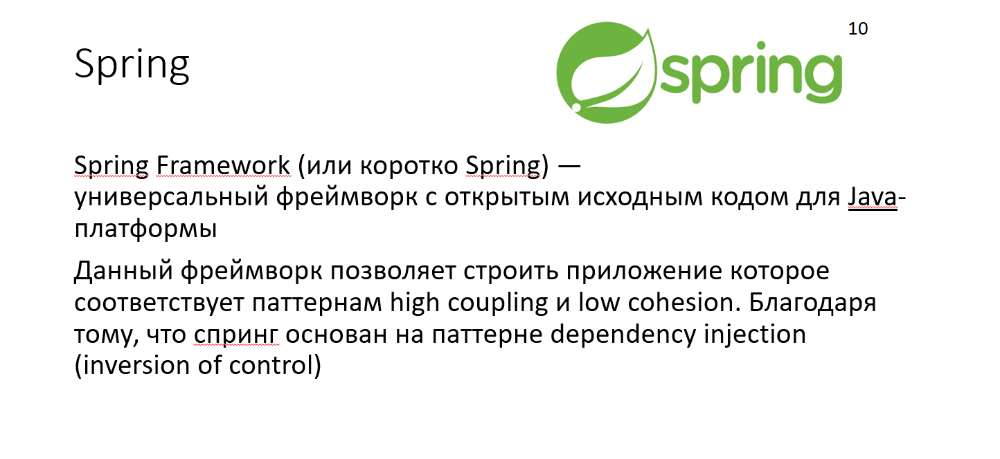 10
Spring
spring
Spring Framework (или коротко Spring) —
универсальный фреймворк с открытым исходным кодом для Java-
платформы
Данный фреймворк позволяет строить приложение которое
соответствует паттернам high coupling и low cohesion. Благодаря
тому, что спринг основан на паттерне dependency injection
(inversion of control)